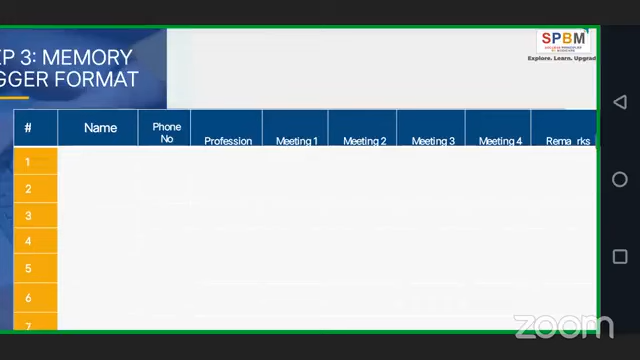 EP 3: MEMORY
GGER FORMAT
SPBM
Explore. Learn. Upgrad
# Name Phone No Profession Meeting 1 Meeting 2 Meeting 3 Meeting 4 Rema rks
1
2
3
4
5
6
7
zoom